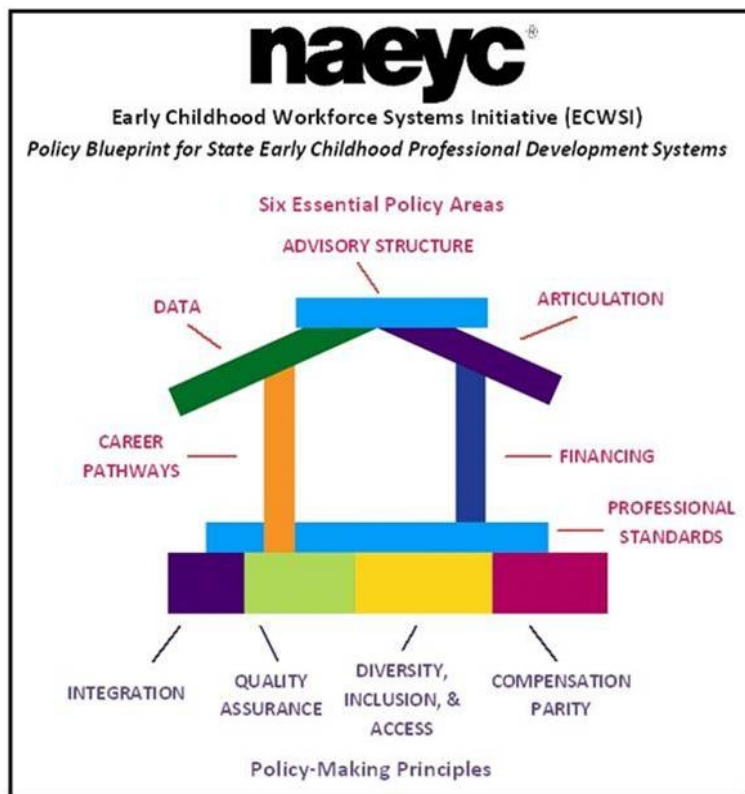 naeyc®
Early Childhood Workforce Systems Initiative (ECWSI)
Policy Blueprint for State Early Childhood Professional Development Systems
Six Essential Policy Areas
ADVISORY STRUCTURE
DATA
ARTICULATION
CAREER
PATHWAYS
FINANCING
PROFESSIONAL
STANDARDS
INTEGRATION
QUALITY
ASSURANCE
DIVERSITY,
INCLUSION, &
ACCESS
COMPENSATION
PARITY
Policy-Making Principles